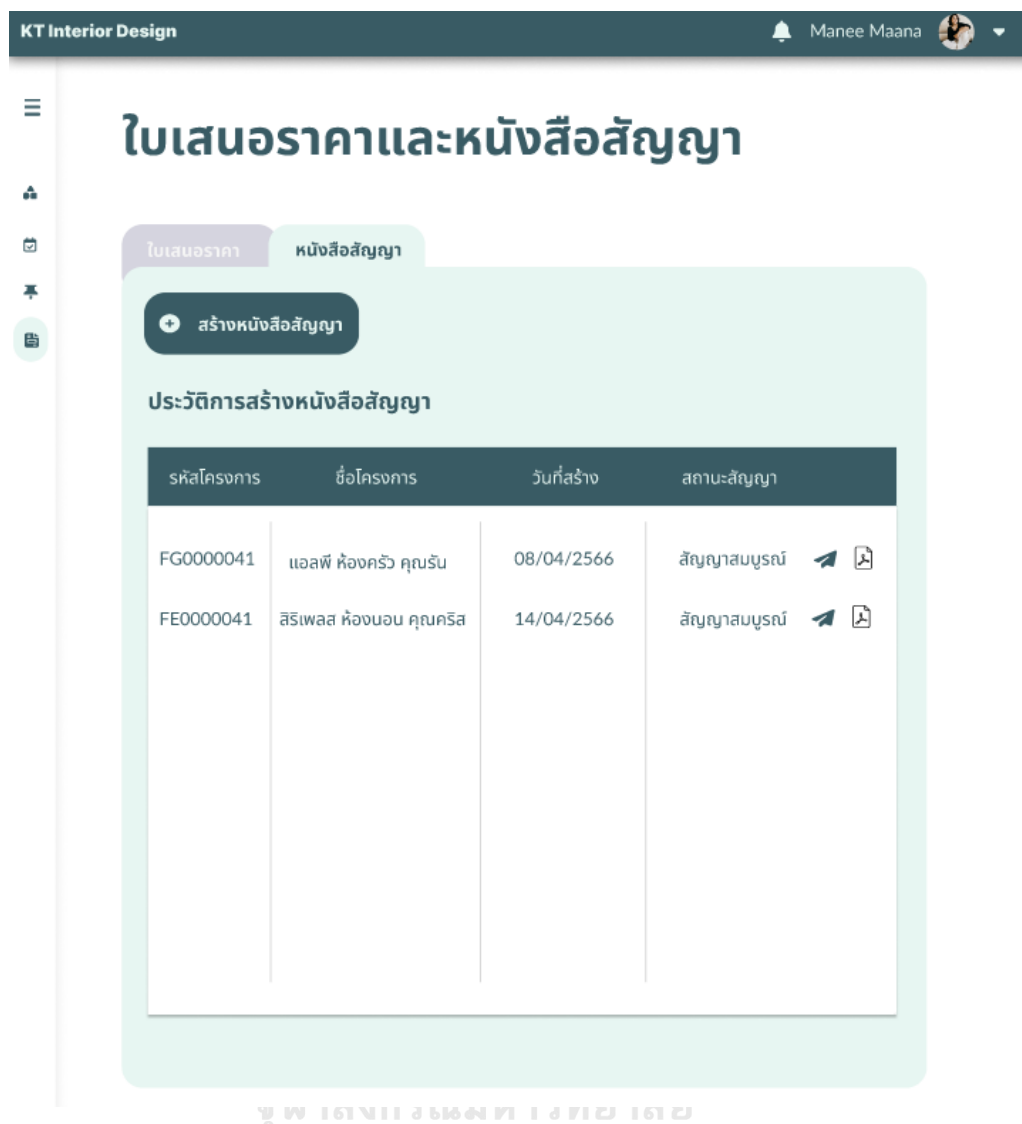 KT Interior Design
Manee Maana
ใบเสนอราคาและหนังสือสัญญา
ใบเสนอราคา
หนังสือสัญญา
สร้างหนังสือสัญญา
ประวัติการสร้างหนังสือสัญญา
รหัสโครงการ ชื่อโครงการ วันที่สร้าง สถานะสัญญา
FG0000041 แอลพี ห้องครัว คุณรัน 08/04/2566 สัญญาสมบูรณ์
FE0000041 สิริเพลส ห้องนอน คุณคริส 14/04/2566 สัญญาสมบูรณ์